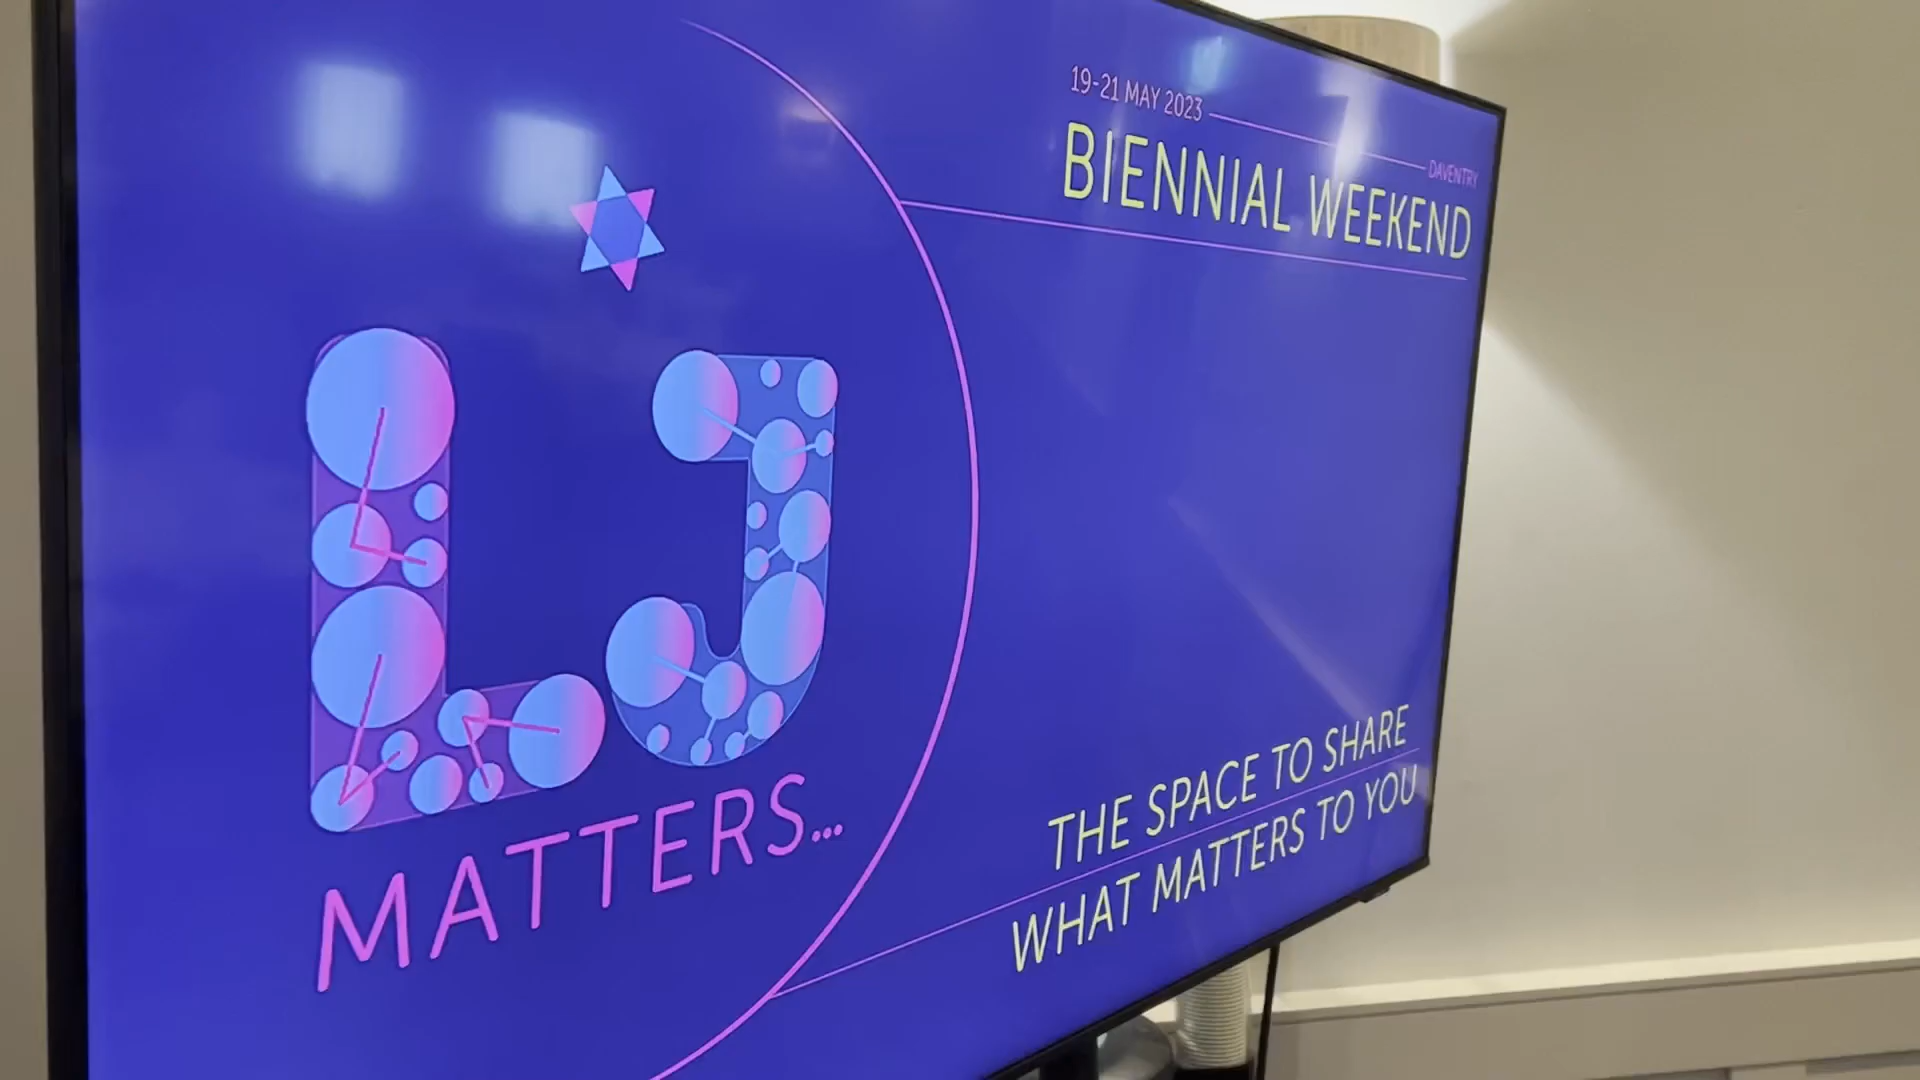 LJ
MATTERS...
19-21 MAY 2023
DAVENTRY
BIENNIAL WEEKEND
THE SPACE TO SHARE
WHAT MATTERS TO YOU